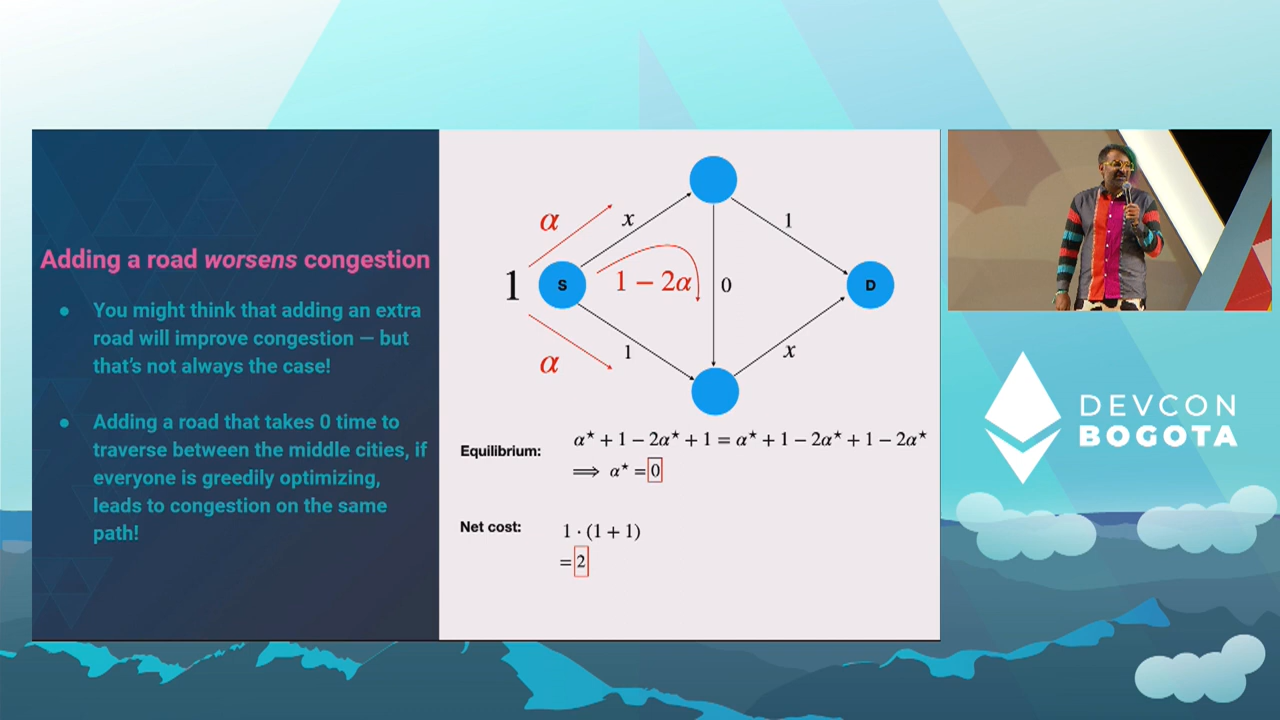 Adding a road worsens congestion
● You might think that adding an extra
road will improve congestion — but
that's not always the case!
● Adding a road that takes 0 time to
traverse between the middle cities, if
everyone is greedily optimizing,
leads to congestion on the same
path!
α
x
1
1
S
1 − 2α
0
D
α
1
x
Equilibrium:
α⋆ + 1 − 2α⋆ + 1 = α⋆ + 1 − 2α⋆ + 1 − 2α⋆
⟹ α⋆ = 0
Net cost:
1 · (1 + 1)
= 2
DEVCON
BOGOTA